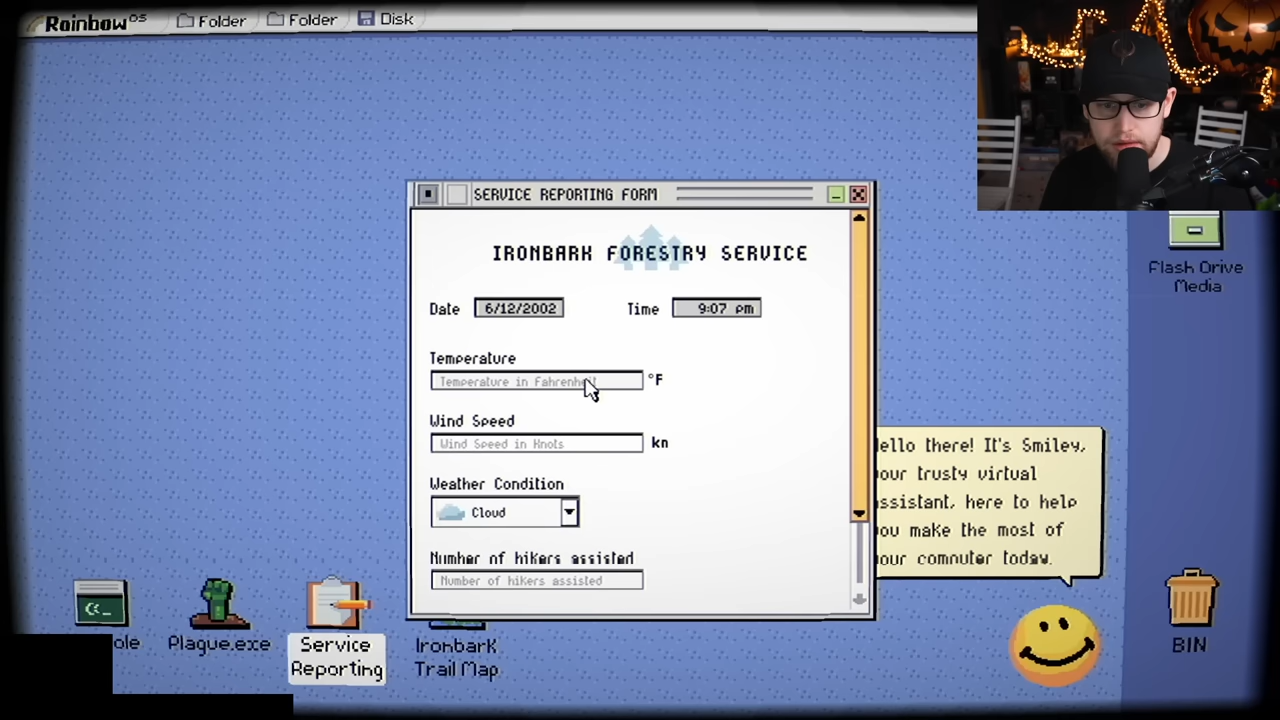 Rainbow OS
Folder
Folder
Disk
SERVICE REPORTING FORM
IRONBARK FORESTRY SERVICE
Date 6/12/2002 Time 9:07 pm
Temperature
Temperature in Fahrenheit °F
Wind Speed
Wind Speed in Knots kn
Weather Condition
Cloud
Number of hikers assisted
Number of hikers assisted
Flash Drive
Media
ello there! It's Smiley,
our trusty virtual
ssistant, here to help
ou make the most of
our computer today.
ole
Plague.exe
Service
Reporting
Ironbark
Trail Map
BIN